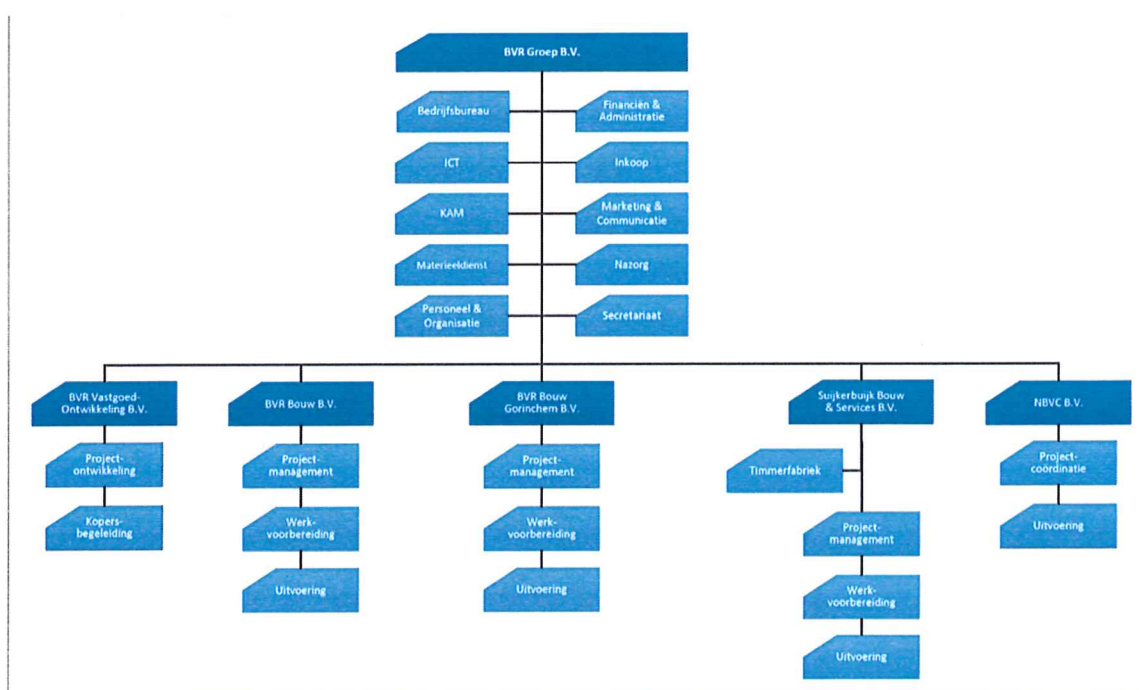 BVR Groep B.V.
Bedrijfsbureau
Financiën &
Administratie
ICT
Inkoop
KAM
Marketing &
Communicatie
Materieeldienst
Nazorg
Personeel &
Organisatie
Secretariaat
BVR Vastgoed-
Ontwikkeling B.V.
BVR Bouw B.V.
BVR Bouw
Gorinchem B.V.
Suijkerbuijk Bouw
& Services B.V.
NBVC B.V.
Project-
ontwikkeling
Kopers-
begeleiding
Project-
management
Werk-
voorbereiding
Uitvoering
Project-
management
Werk-
voorbereiding
Uitvoering
Timmerfabriek
Project-
management
Werk-
voorbereiding
Uitvoering
Project-
coördinatie
Uitvoering